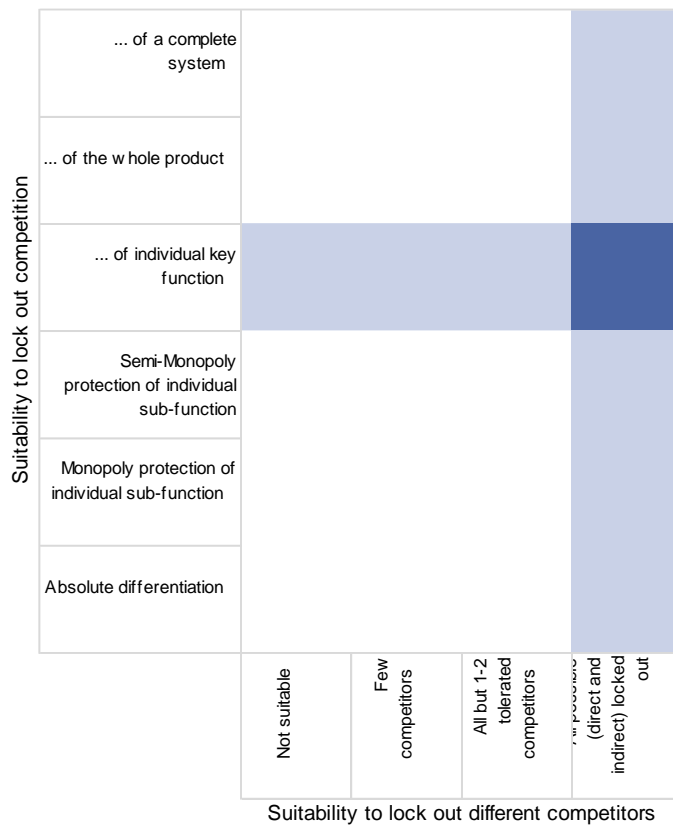 Suitability to lock out competition
... of a complete
system
... of the whole product
... of individual key
function
Semi-Monopoly
protection of individual
sub-function
Monopoly protection of
individual sub-function
Absolute differentiation
Not suitable
Few
competitors
All but 1-2
tolerated
competitors
(direct and
indirect) locked
out
Suitability to lock out different competitors